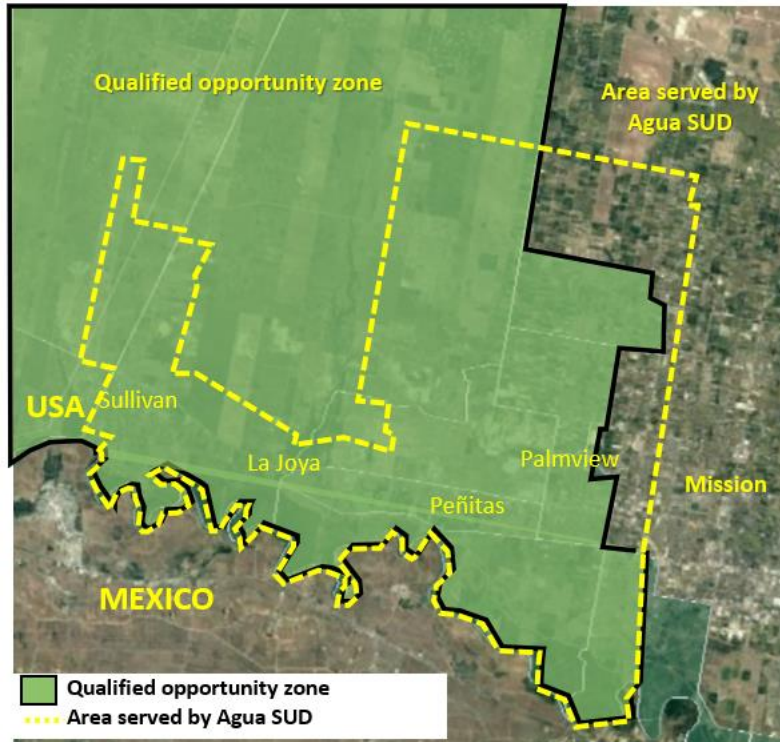 Qualified opportunity zone
Area served by
Agua SUD
USA
Sullivan
La Joya
Palmview
Peñitas
Mission
MEXICO
Qualified opportunity zone
Area served by Agua SUD